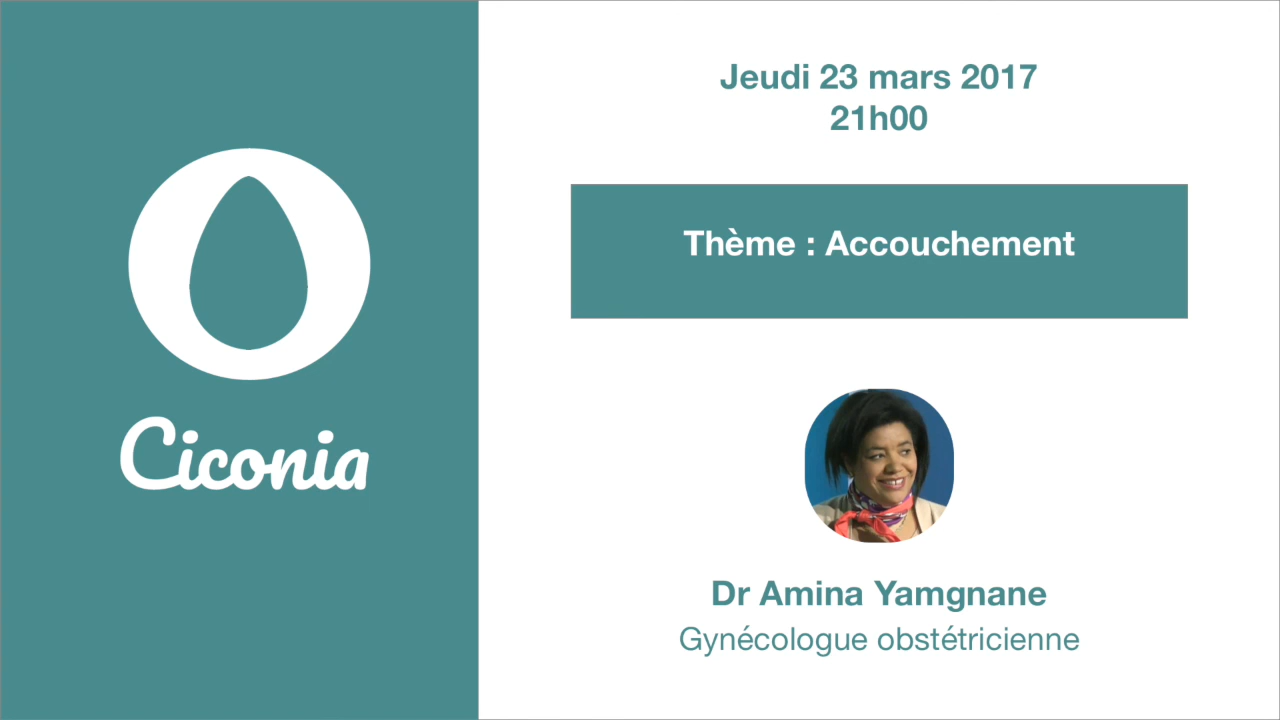 Ciconia
Jeudi 23 mars 2017
21h00
Thème : Accouchement
Dr Amina Yamgnane
Gynécologue obstétricienne